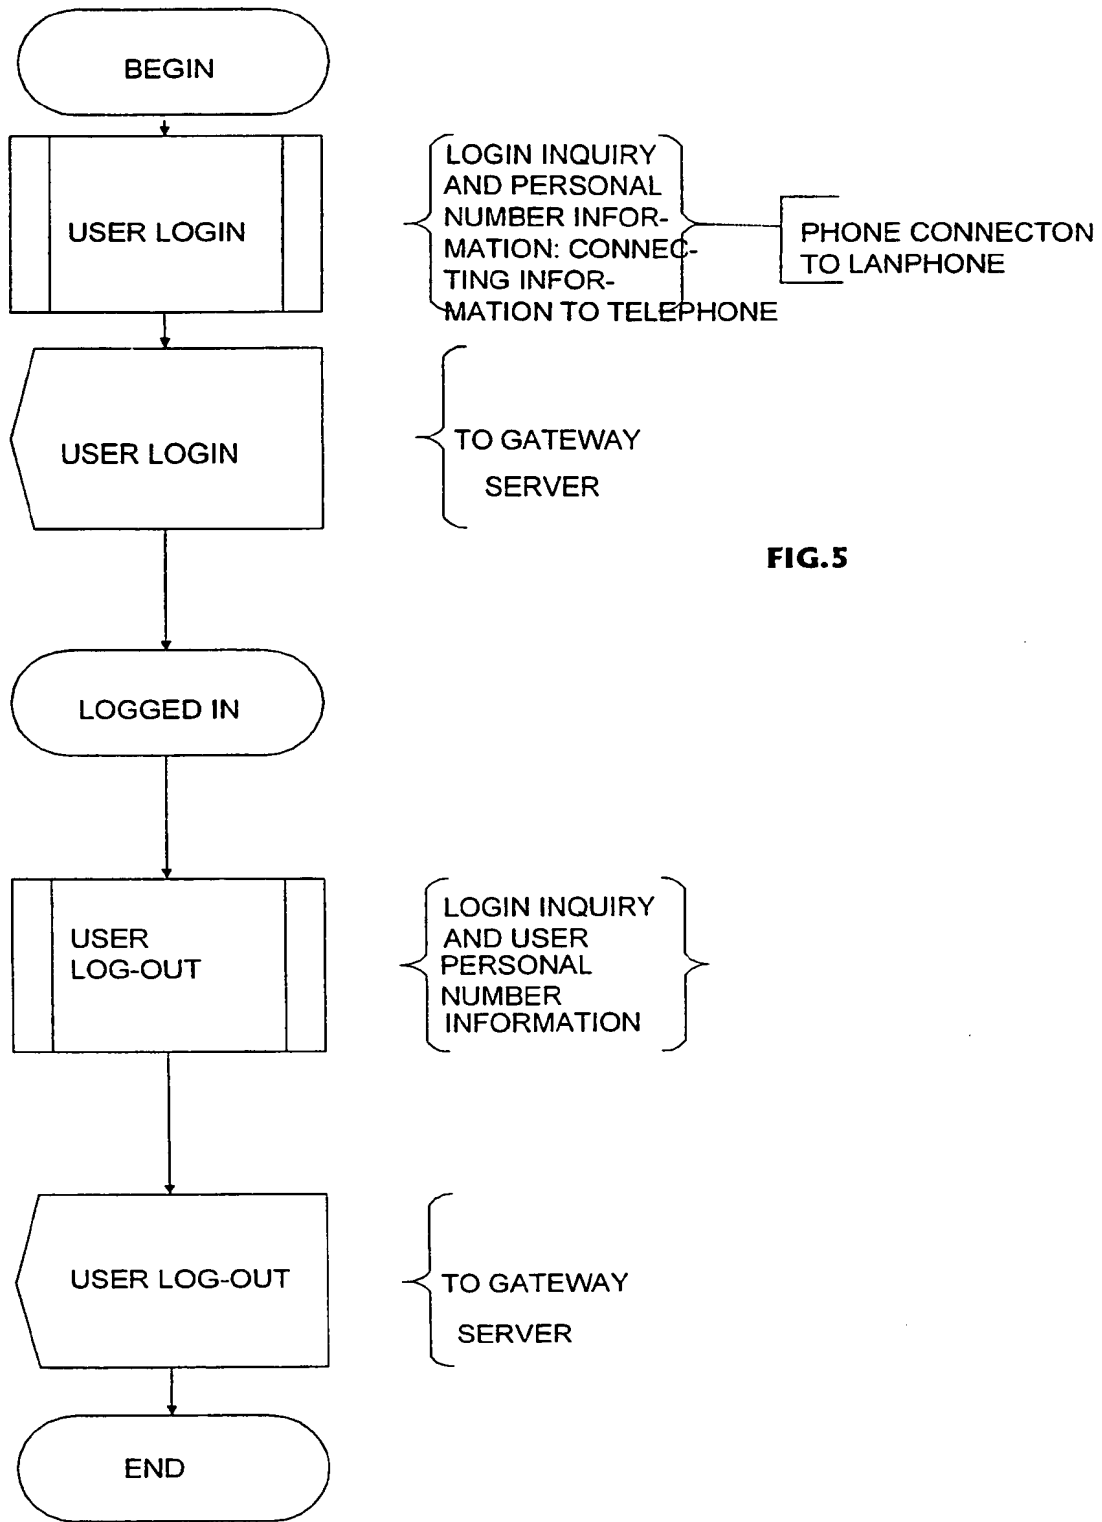 BEGIN
USER LOGIN
LOGIN INQUIRY
AND PERSONAL
NUMBER INFOR-
MATION: CONNEC-
TING INFOR-
MATION TO TELEPHONE
PHONE CONNECTON
TO LANPHONE
USER LOGIN
TO GATEWAY
SERVER
FIG.5
LOGGED IN
USER
LOG-OUT
LOGIN INQUIRY
AND USER
PERSONAL
NUMBER
INFORMATION
USER LOG-OUT
TO GATEWAY
SERVER
END